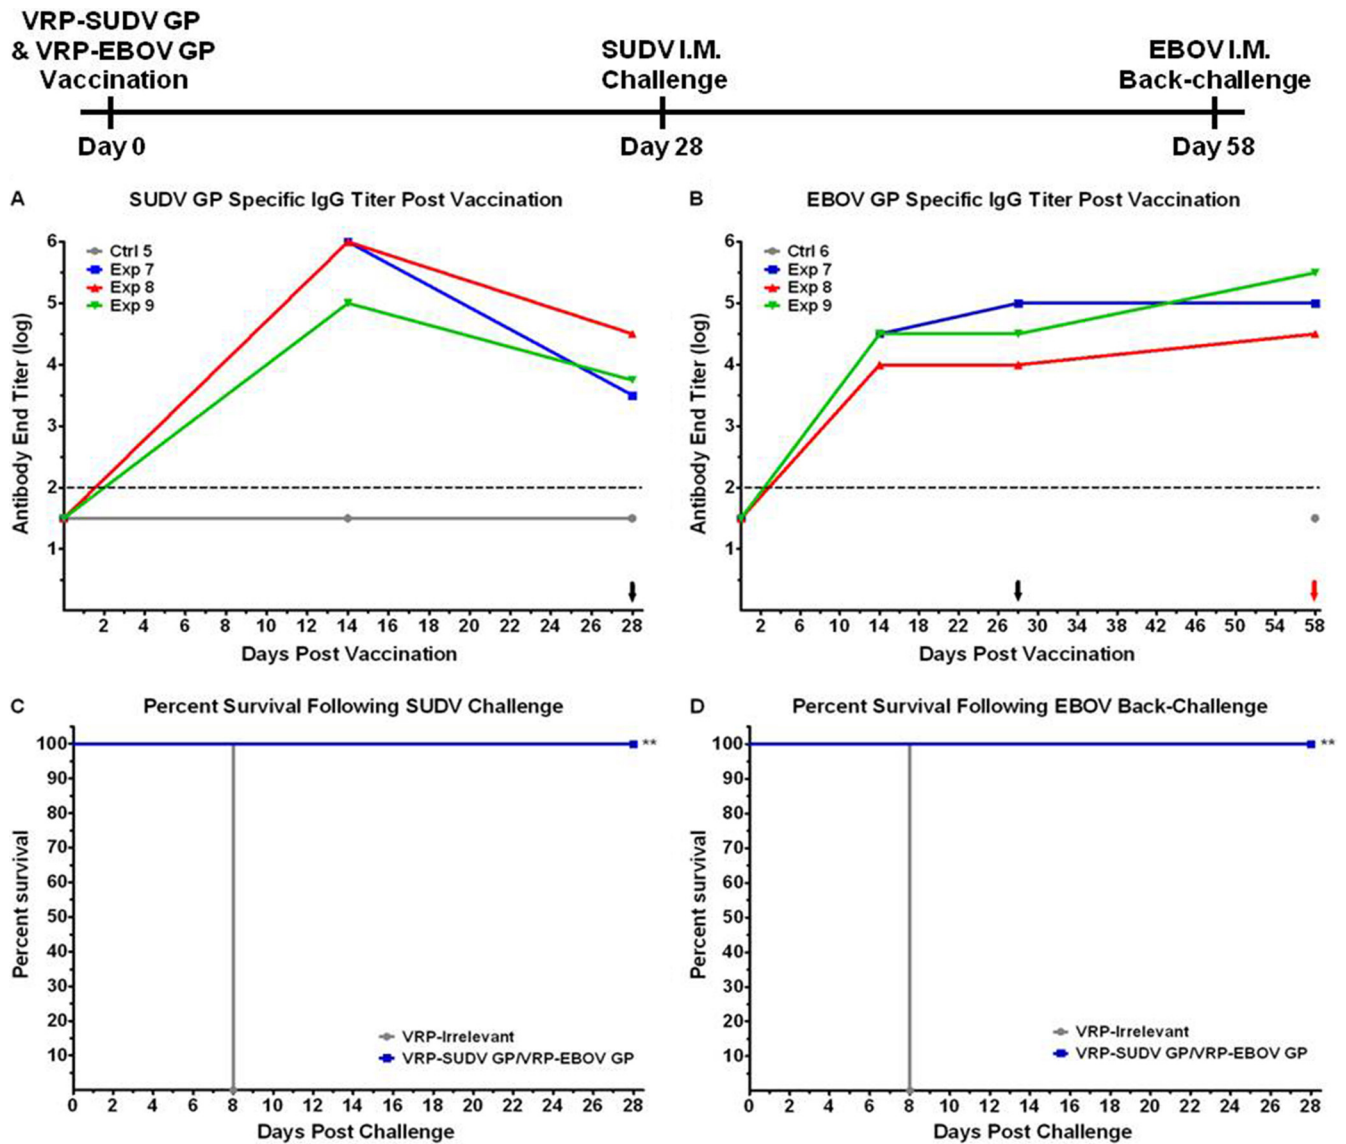 VRP-SUDV GP
& VRP-EBOV GP
Vaccination
SUDV I.M.
Challenge
EBOV I.M.
Back-challenge
Day 0
Day 28
Day 58
A
SUDV GP Specific IgG Titer Post Vaccination
Antibody End Titer (log)
6
5
4
3
2
1
Ctrl 5
Exp 7
Exp 8
Exp 9
2 4 6 8 10 12 14 16 18 20 22 24 26 28
Days Post Vaccination
B
EBOV GP Specific IgG Titer Post Vaccination
Antibody End Titer (log)
6
5
4
3
2
1
Ctrl 6
Exp 7
Exp 8
Exp 9
2 6 10 14 18 22 26 30 34 38 42 46 50 54 58
Days Post Vaccination
C
Percent Survival Following SUDV Challenge
Percent survival
100
90
80
70
60
50
40
30
20
10
**
VRP-Irrelevant
VRP-SUDV GP/VRP-EBOV GP
0 2 4 6 8 10 12 14 16 18 20 22 24 26 28
Days Post Challenge
D
Percent Survival Following EBOV Back-Challenge
Percent survival
100
90
80
70
60
50
40
30
20
10
**
VRP-Irrelevant
VRP-SUDV GP/VRP-EBOV GP
0 2 4 6 8 10 12 14 16 18 20 22 24 26 28
Days Post Challenge